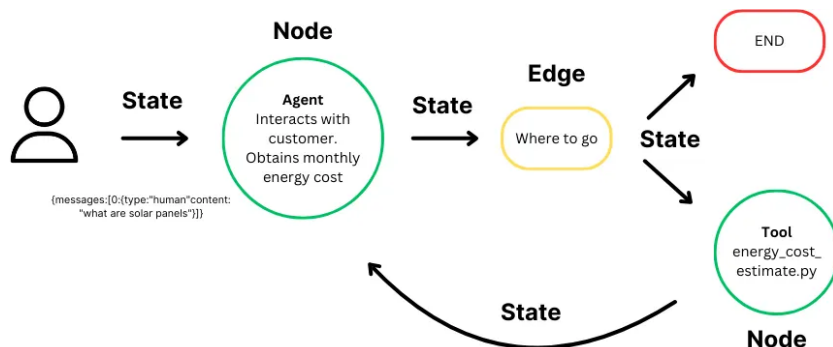 Node
END
Edge
State
Agent
Interacts with
customer.
Obtains monthly
energy cost
State
Where to go
State
{messages:[0:{type:"human"content:
"what are solar panels"}]}
Tool
energy_cost_
estimate.py
State
Node